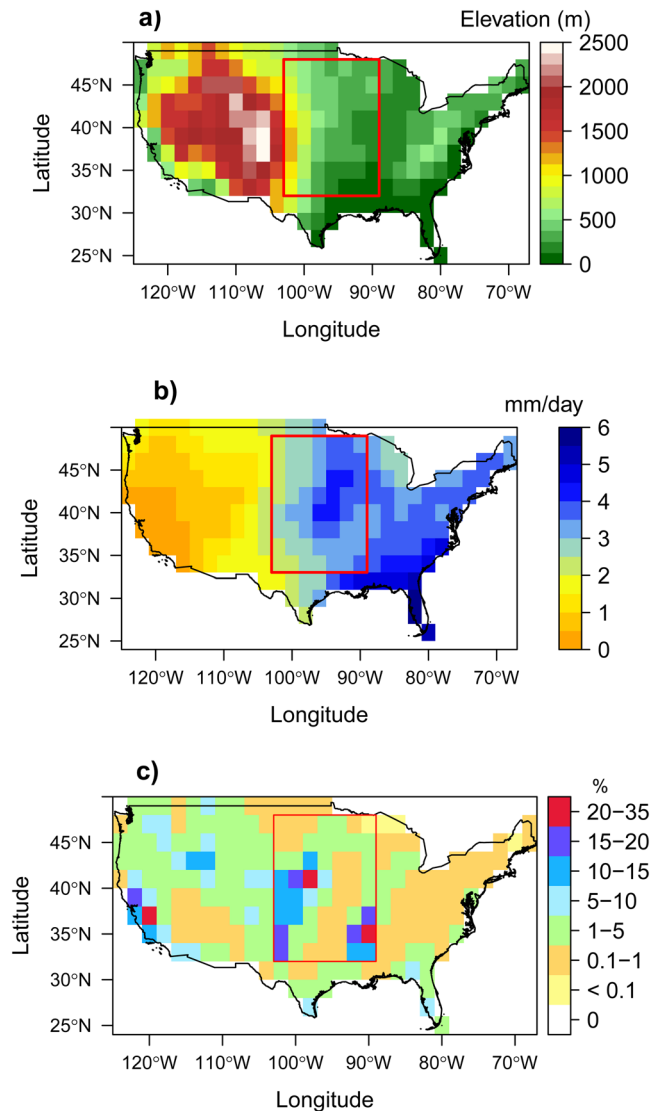 a)
Elevation (m)
Latitude
45°N
40°N
35°N
30°N
25°N
120°W
110°W
100°W
90°W
80°W
70°W
Longitude
2500
2000
1500
1000
500
0
b)
mm/day
Latitude
45°N
40°N
35°N
30°N
25°N
120°W
110°W
100°W
90°W
80°W
70°W
Longitude
6
5
4
3
2
1
0
c)
%
Latitude
45°N
40°N
35°N
30°N
25°N
120°W
110°W
100°W
90°W
80°W
70°W
Longitude
20−35
15−20
10−15
5−10
1−5
0.1−1
< 0.1
0